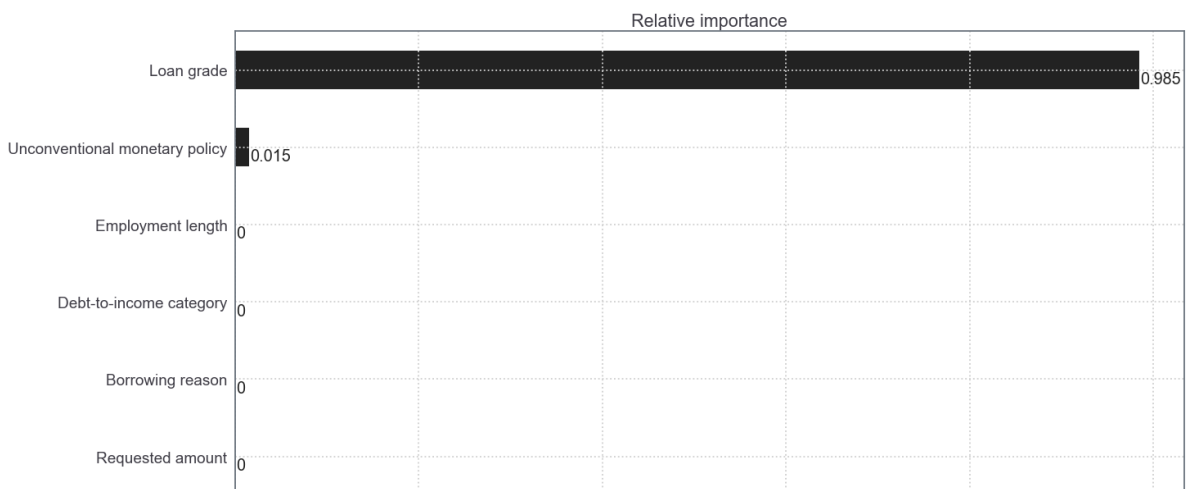 Relative importance
Loan grade
0.985
Unconventional monetary policy
0.015
Employment length
0
Debt-to-income category
0
Borrowing reason
0
Requested amount
0